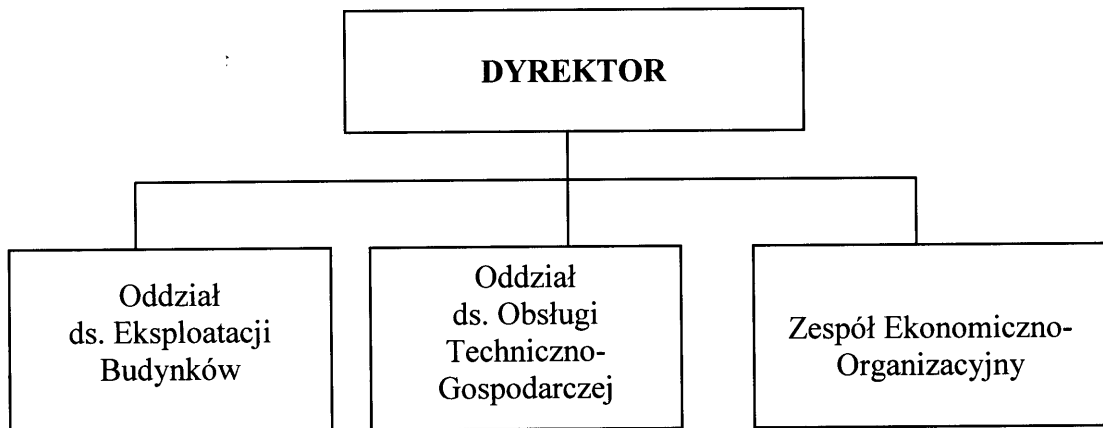 DYREKTOR
Oddział
ds. Eksploatacji
Budynków
Oddział
ds. Obsługi
Techniczno-
Gospodarczej
Zespół Ekonomiczno-
Organizacyjny